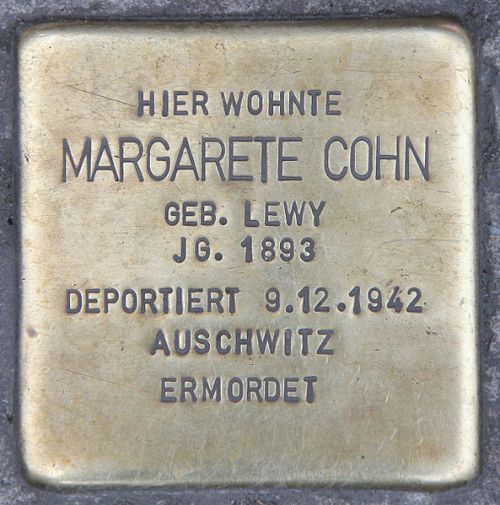 HIER WOHNTE
MARGARETE COHN
GEB. LEWY
JG. 1893
DEPORTIERT 9.12.1942
AUSCHWITZ
ERMORDET